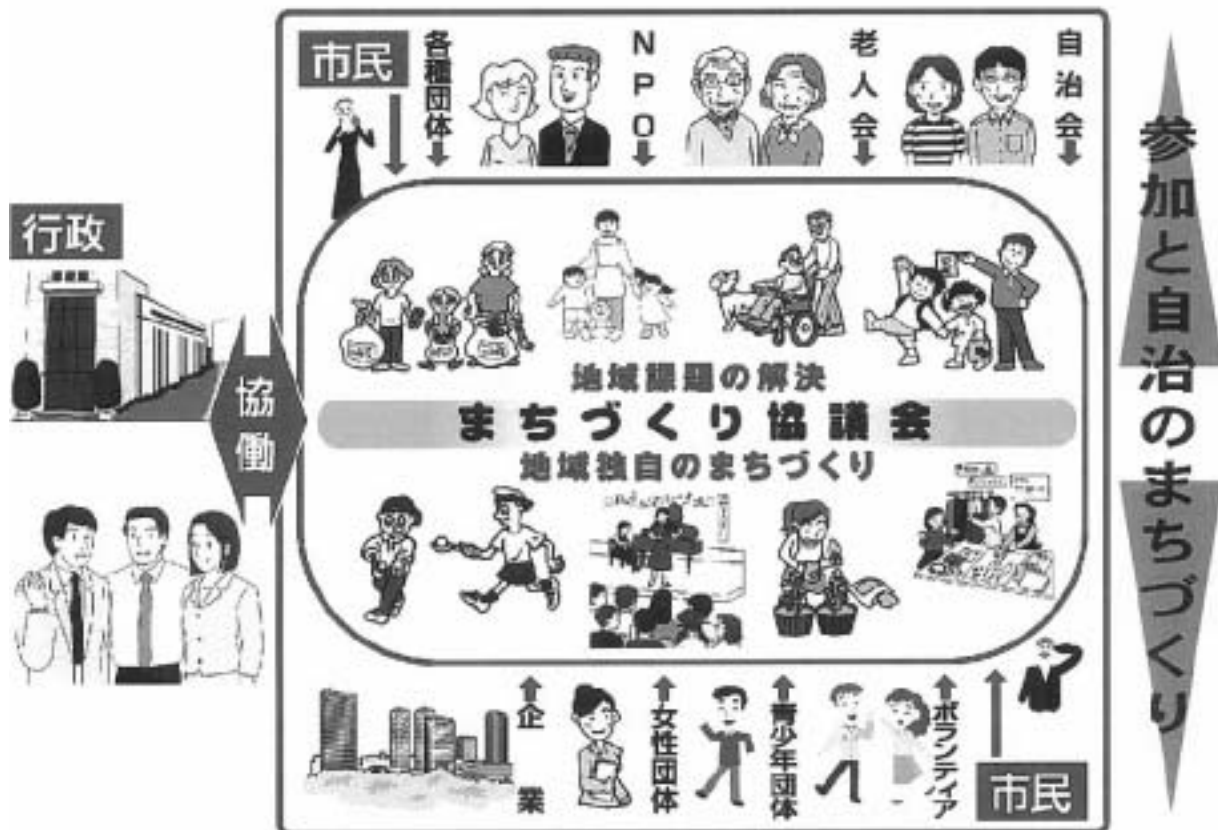 市民
各種団体
NPO
老人会
自治会
行政
協働
地域課題の解決
まちづくり協議会
地域独自のまちづくり
企業
女性団体
青少年団体
ボランティア
市民
参加と自治のまちづくり